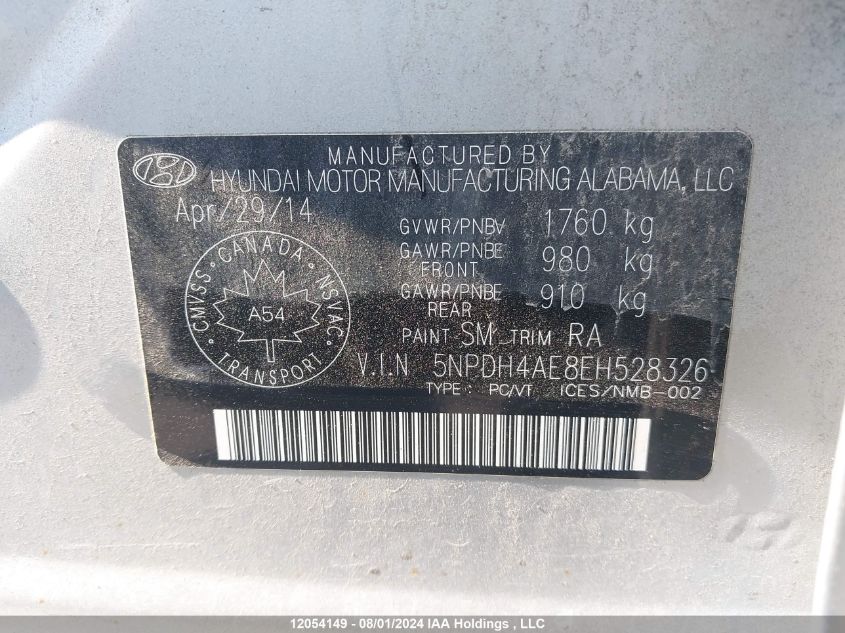 MANUFACTURED BY
HYUNDAI MOTOR MANUFACTURING ALABAMA, LLC
Apr/29/14
GVWR/PNBV 1760 kg
GAWR/PNBE FRONT 980 kg
GAWR/PNBE REAR 910 kg
PAINT SM TRIM RA
V.I.N 5NPDH4AE8EH528326
TYPE : PC/VT ICES/NMB-002
CANADA
CMVSS NSVAC
A54
TRANSPORT
12054149 - 08/01/2024 IAA Holdings , LLC